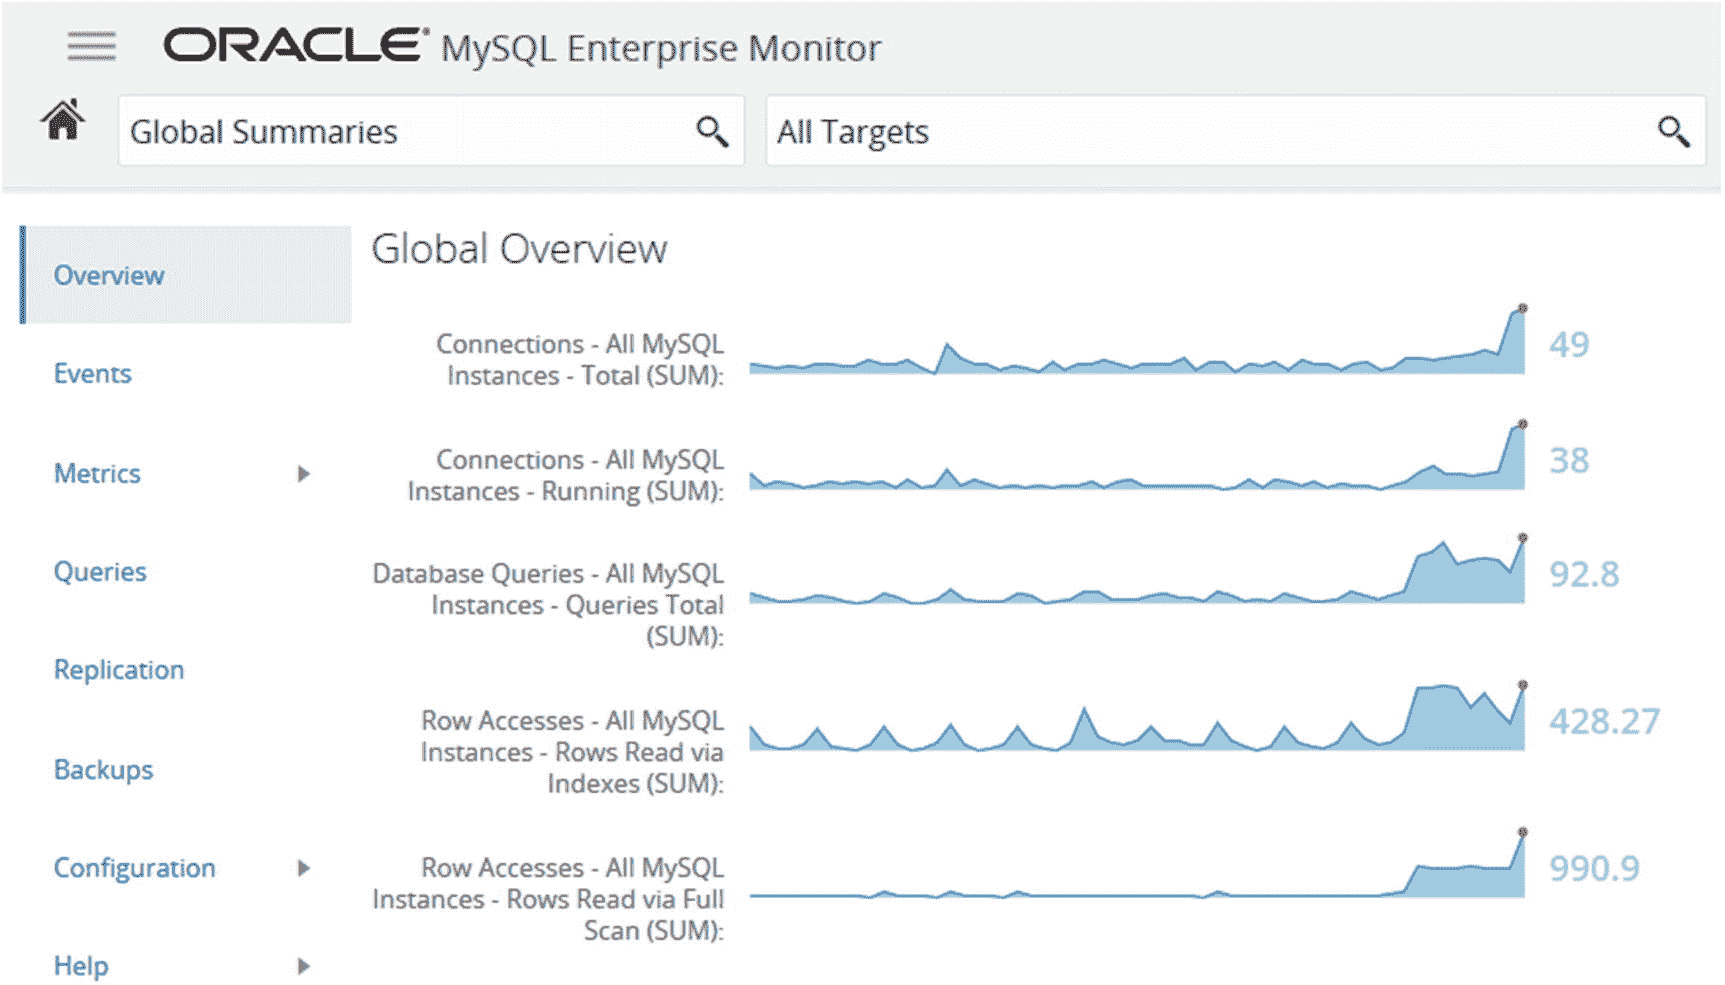 ORACLE® MySQL Enterprise Monitor
Global Summaries
All Targets
Overview
Events
Metrics
Queries
Replication
Backups
Configuration
Help
Global Overview
Connections - All MySQL
Instances - Total (SUM):
49
Connections - All MySQL
Instances - Running (SUM):
38
Database Queries - All MySQL
Instances - Queries Total
(SUM):
92.8
Row Accesses - All MySQL
Instances - Rows Read via
Indexes (SUM):
428.27
Row Accesses - All MySQL
Instances - Rows Read via Full
Scan (SUM):
990.9